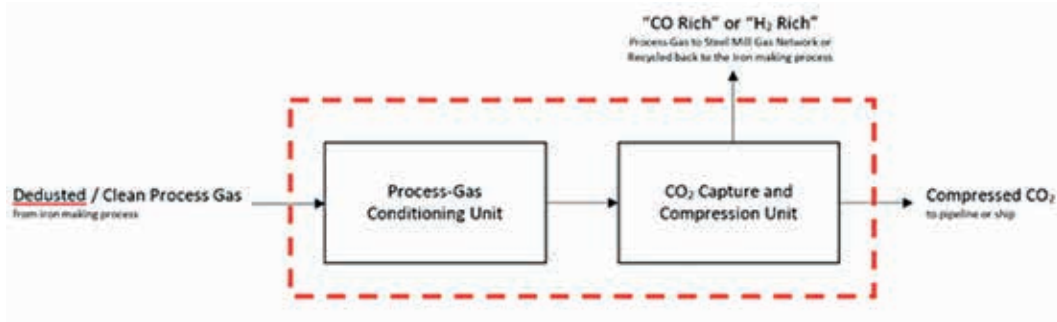 “CO Rich” or “H₂ Rich”
Process-Gas to Steel Mill Gas Network or
Recycled back to the Iron making process
Dedusted / Clean Process Gas
from iron making process
Process-Gas
Conditioning Unit
CO₂ Capture and
Compression Unit
Compressed CO₂
to pipeline or ship